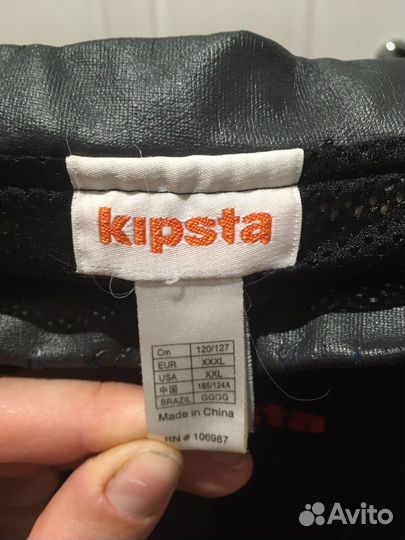 kipsta
Cm 120/127
EUR XXXL
USA XXL
中国 185/124A
BRAZIL GGGG
Made in China
RN # 106987
sta
Avito